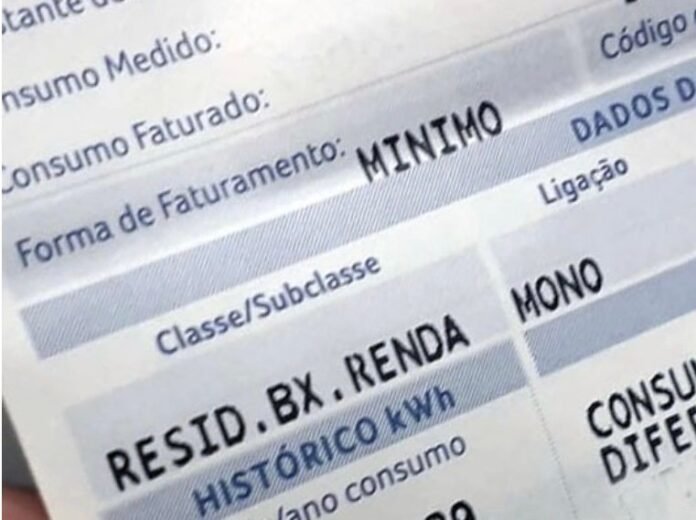 Consumo Medido:
Consumo Faturado:
Código
Forma de Faturamento: MINIMO
DADOS D
Classe/Subclasse
Ligação
RESID.BX.RENDA
MONO
HISTÓRICO kWh
/ano consumo
CONSU
DIFE